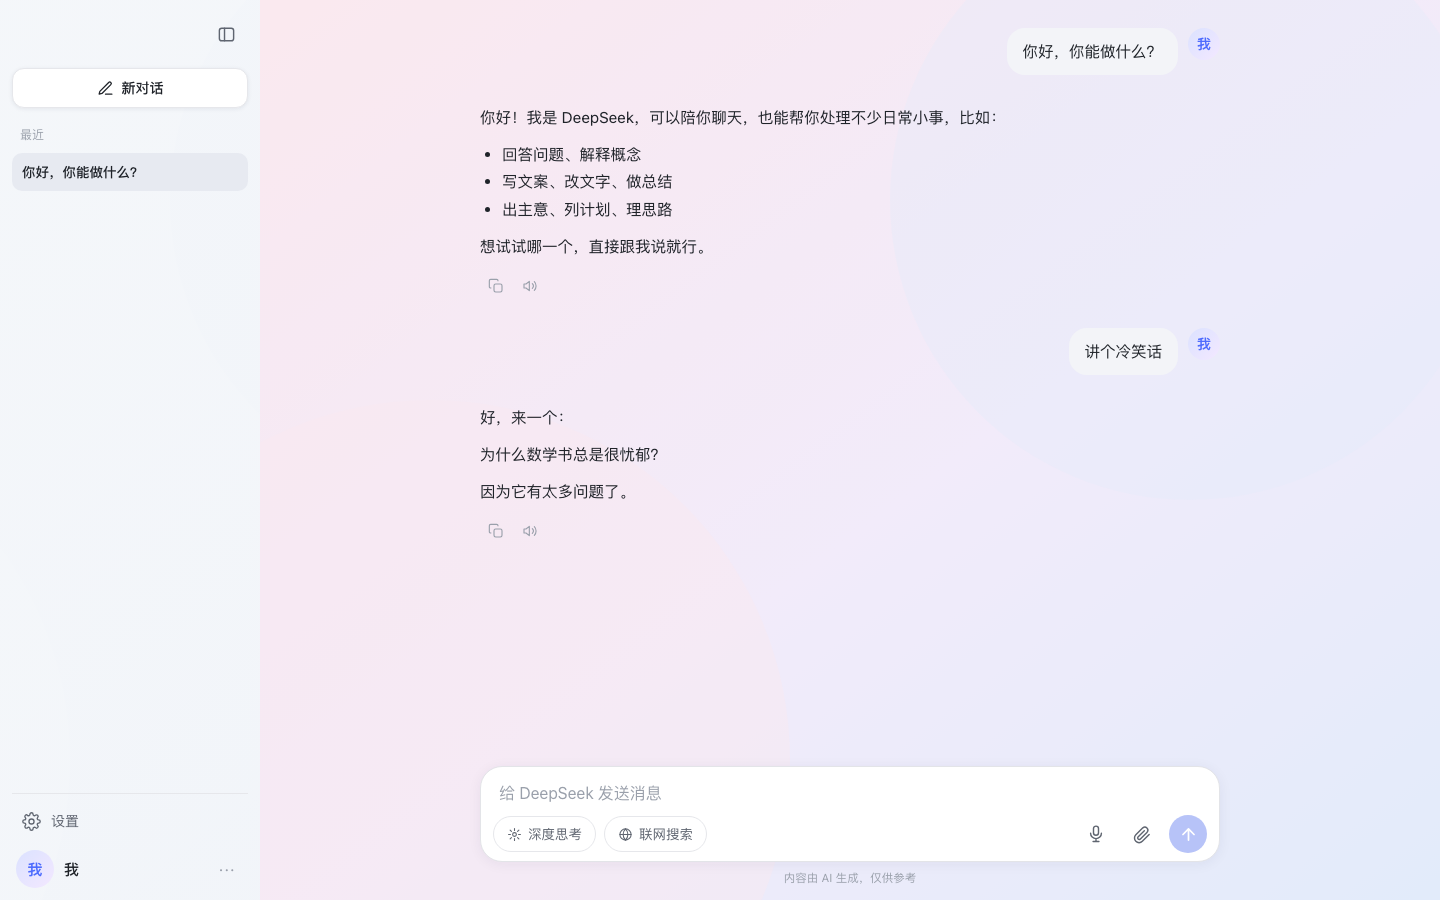 新对话
最近
你好，你能做什么？
设置
我
我
···
你好，你能做什么？
我
你好！我是 DeepSeek，可以陪你聊天，也能帮你处理不少日常小事，比如：
• 回答问题、解释概念
• 写文案、改文字、做总结
• 出主意、列计划、理思路
想试试哪一个，直接跟我说就行。
讲个冷笑话
我
好，来一个：
为什么数学书总是很忧郁？
因为它有太多问题了。
给 DeepSeek 发送消息
深度思考
联网搜索
内容由 AI 生成，仅供参考